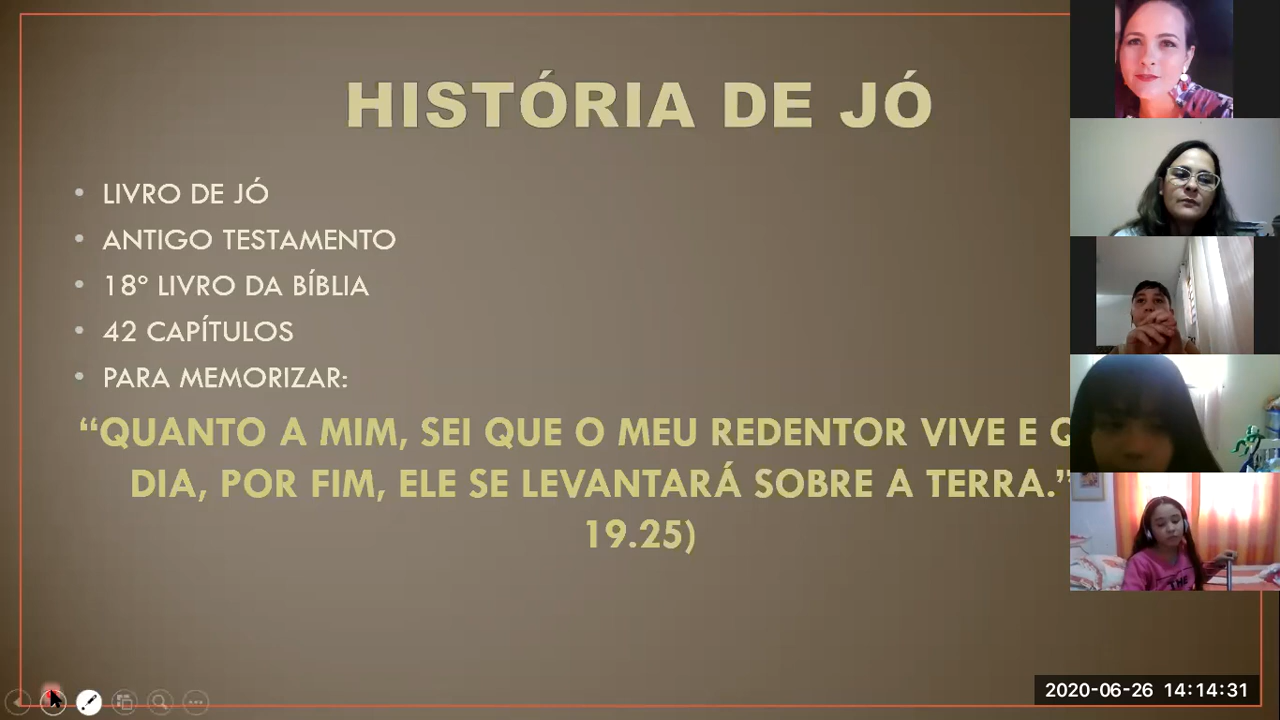 HISTÓRIA DE JÓ
• LIVRO DE JÓ
• ANTIGO TESTAMENTO
• 18º LIVRO DA BÍBLIA
• 42 CAPÍTULOS
• PARA MEMORIZAR:
“QUANTO A MIM, SEI QUE O MEU REDENTOR VIVE E
DIA, POR FIM, ELE SE LEVANTARÁ SOBRE A TERRA.”
19.25)
THE
2020-06-26 14:14:31